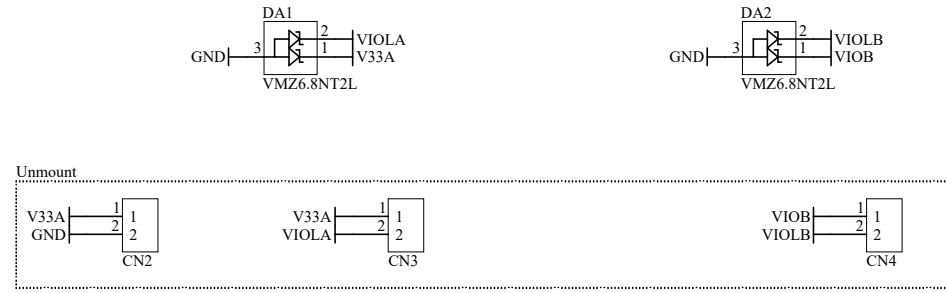 DA1
DA2
2 VIOLA
GND 3 1 V33A
VMZ6.8NT2L
2 VIOLB
GND 3 1 VIOB
VMZ6.8NT2L
Unmount
V33A 1 1
GND 2 2
CN2
V33A 1 1
VIOLA 2 2
CN3
VIOB 1 1
VIOLB 2 2
CN4